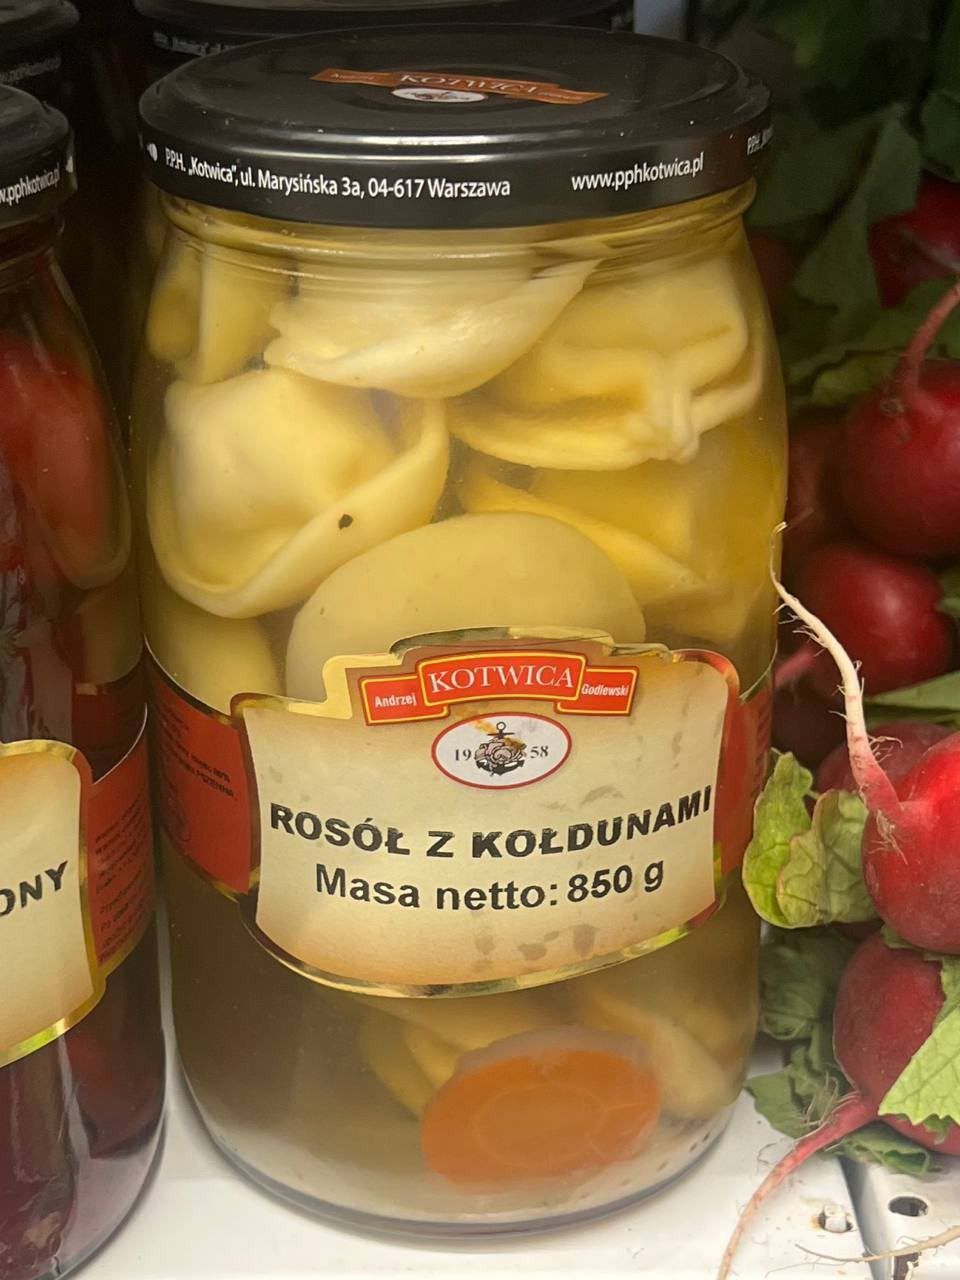 KOTWICA
P.P.H. „Kotwica”, ul. Marysińska 3a, 04-617 Warszawa
www.pphkotwica.pl
w.pphkotwica.pl
Andrzej KOTWICA Godlewski
19 58
ROSÓŁ Z KOŁDUNAMI
Masa netto: 850 g
ONY